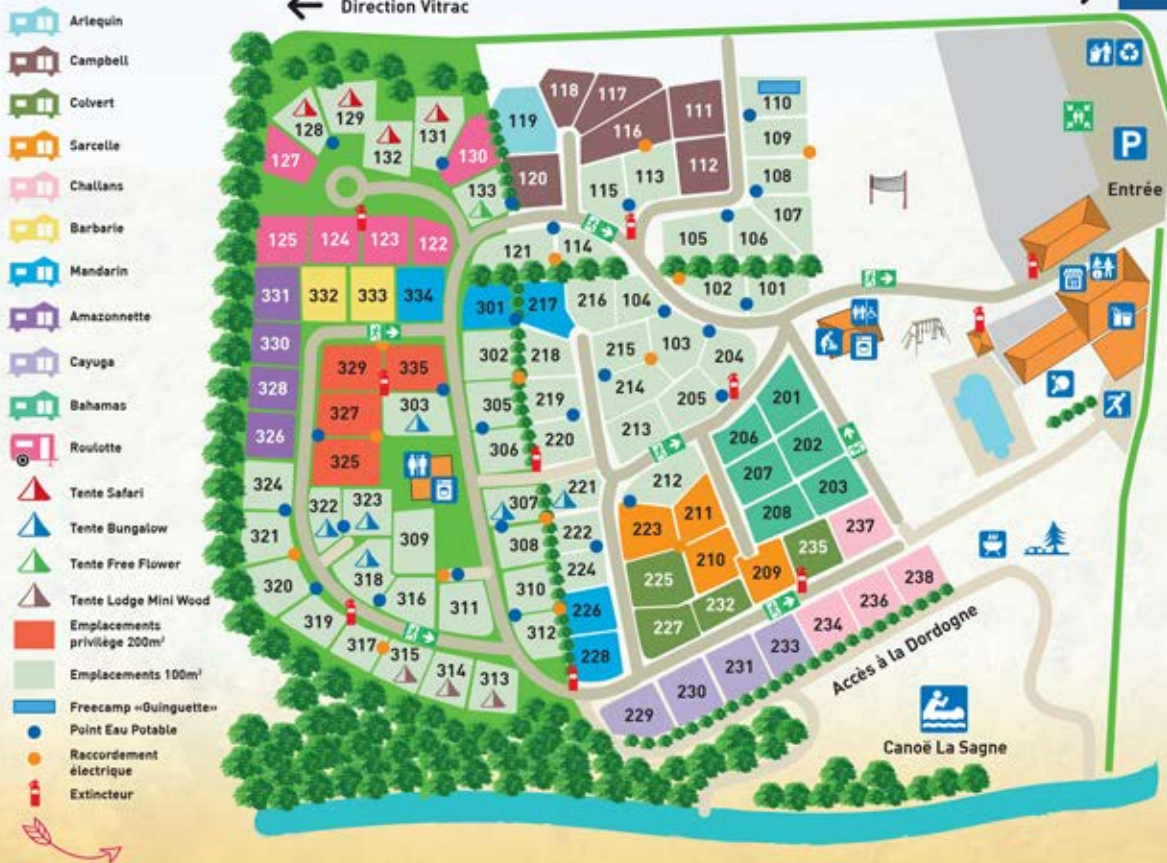 Direction Vitrac
Arlequin
Campbell
Colvert
Sarcelle
Challans
Barbarie
Mandarin
Amazonnette
Cayuga
Bahamas
Roulotte
Tente Safari
Tente Bungalow
Tente Free Flower
Tente Lodge Mini Wood
Emplacements
privilège 200m²
Emplacements 100m²
Freecamp «Guinguette»
Point Eau Potable
Raccordement
électrique
Extincteur
P
Entrée
118 117 111
110
119 116
109
128 129 131
132 130
127
120 115 113 112
108
133
107
125 124 123 122
121 114
105 106
331 332 333 334
301 217 216 104
102 101
330
329 335
302 218 215 103 204
328
327 303
305 219 214 205
201
326
325
306 220 213
206 202
207 203
324
322 323
307 221 212
208
321
309
308 222 223 211
237
235
320
318 316 311
310 224 225 210 209
238
319
312 226 232
236
317 315 314 313
228 227
234
233
231
230
229
Accès à la Dordogne
Canoë La Sagne